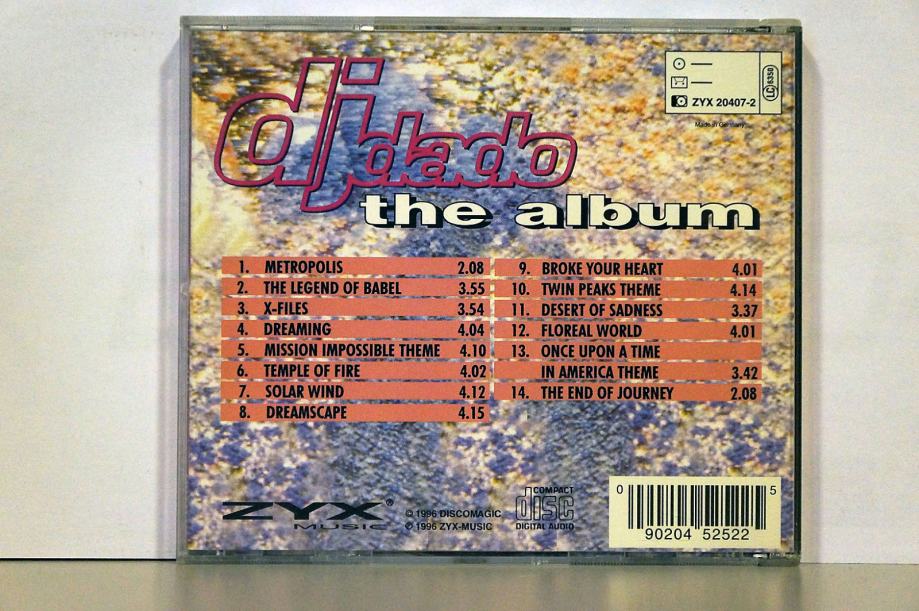 dj dado
the album
ZYX 20407-2
LC 6350
Made in Germany
1. METROPOLIS 2.08
2. THE LEGEND OF BABEL 3.55
3. X-FILES 3.54
4. DREAMING 4.04
5. MISSION IMPOSSIBLE THEME 4.10
6. TEMPLE OF FIRE 4.02
7. SOLAR WIND 4.12
8. DREAMSCAPE 4.15
9. BROKE YOUR HEART 4.01
10. TWIN PEAKS THEME 4.14
11. DESERT OF SADNESS 3.37
12. FLOREAL WORLD 4.01
13. ONCE UPON A TIME
IN AMERICA THEME 3.42
14. THE END OF JOURNEY 2.08
ZYX®
MUSIC
© 1996 DISCOMAGIC
℗ 1996 ZYX-MUSIC
COMPACT
disc
DIGITAL AUDIO
0 90204 52522 5